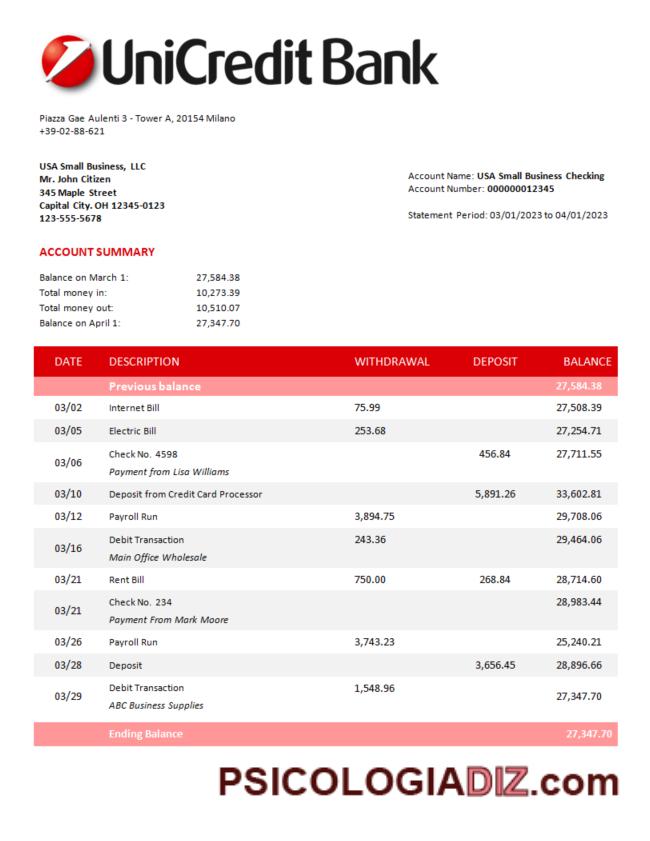 UniCredit Bank
Piazza Gae Aulenti 3 - Tower A, 20154 Milano
+39-02-88-621
USA Small Business, LLC
Mr. John Citizen
345 Maple Street
Capital City. OH 12345-0123
123-555-5678
Account Name: USA Small Business Checking
Account Number: 000000012345
Statement Period: 03/01/2023 to 04/01/2023
ACCOUNT SUMMARY
Balance on March 1: 27,584.38
Total money in: 10,273.39
Total money out: 10,510.07
Balance on April 1: 27,347.70
DATE DESCRIPTION WITHDRAWAL DEPOSIT BALANCE
Previous balance 27,584.38
03/02 Internet Bill 75.99 27,508.39
03/05 Electric Bill 253.68 27,254.71
03/06 Check No. 4598 456.84 27,711.55
Payment from Lisa Williams
03/10 Deposit from Credit Card Processor 5,891.26 33,602.81
03/12 Payroll Run 3,894.75 29,708.06
03/16 Debit Transaction 243.36 29,464.06
Main Office Wholesale
03/21 Rent Bill 750.00 268.84 28,714.60
03/21 Check No. 234 28,983.44
Payment From Mark Moore
03/26 Payroll Run 3,743.23 25,240.21
03/28 Deposit 3,656.45 28,896.66
03/29 Debit Transaction 1,548.96 27,347.70
ABC Business Supplies
Ending Balance 27,347.70
PSICOLOGIADIZ.com